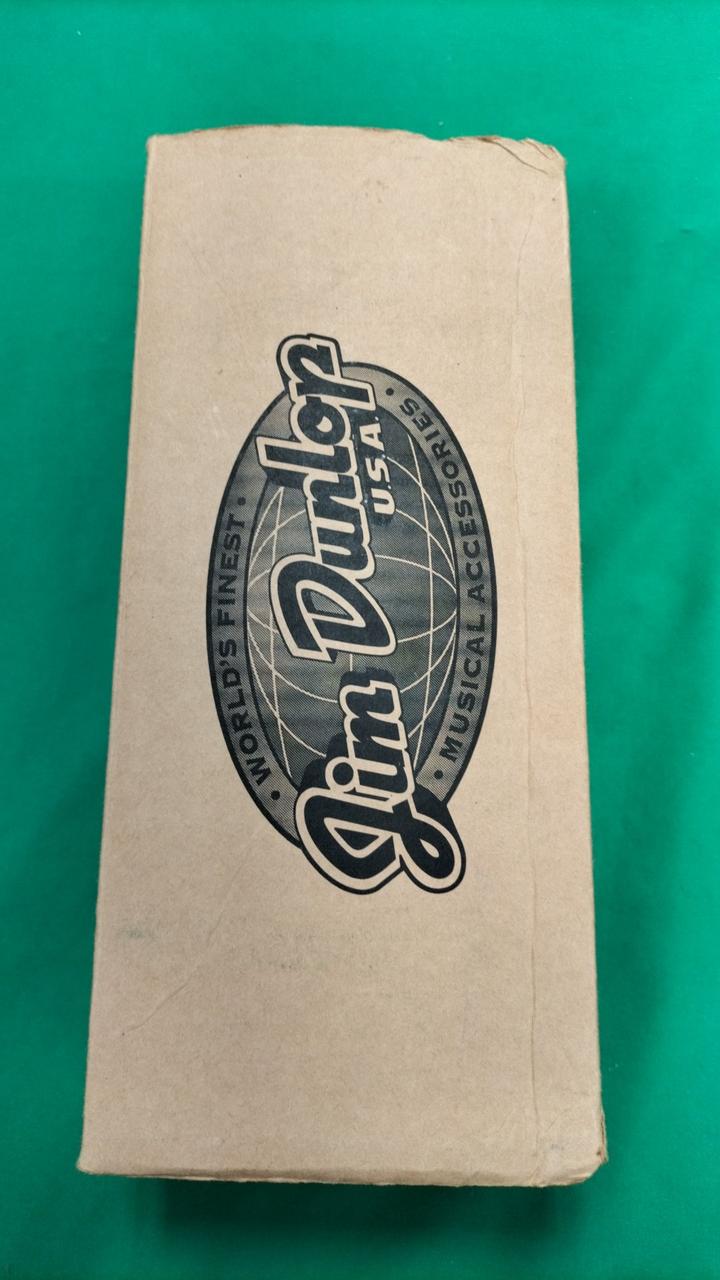 • WORLD'S FINEST •
Jim Dunlop
U.S.A.
• MUSICAL ACCESSORIES •